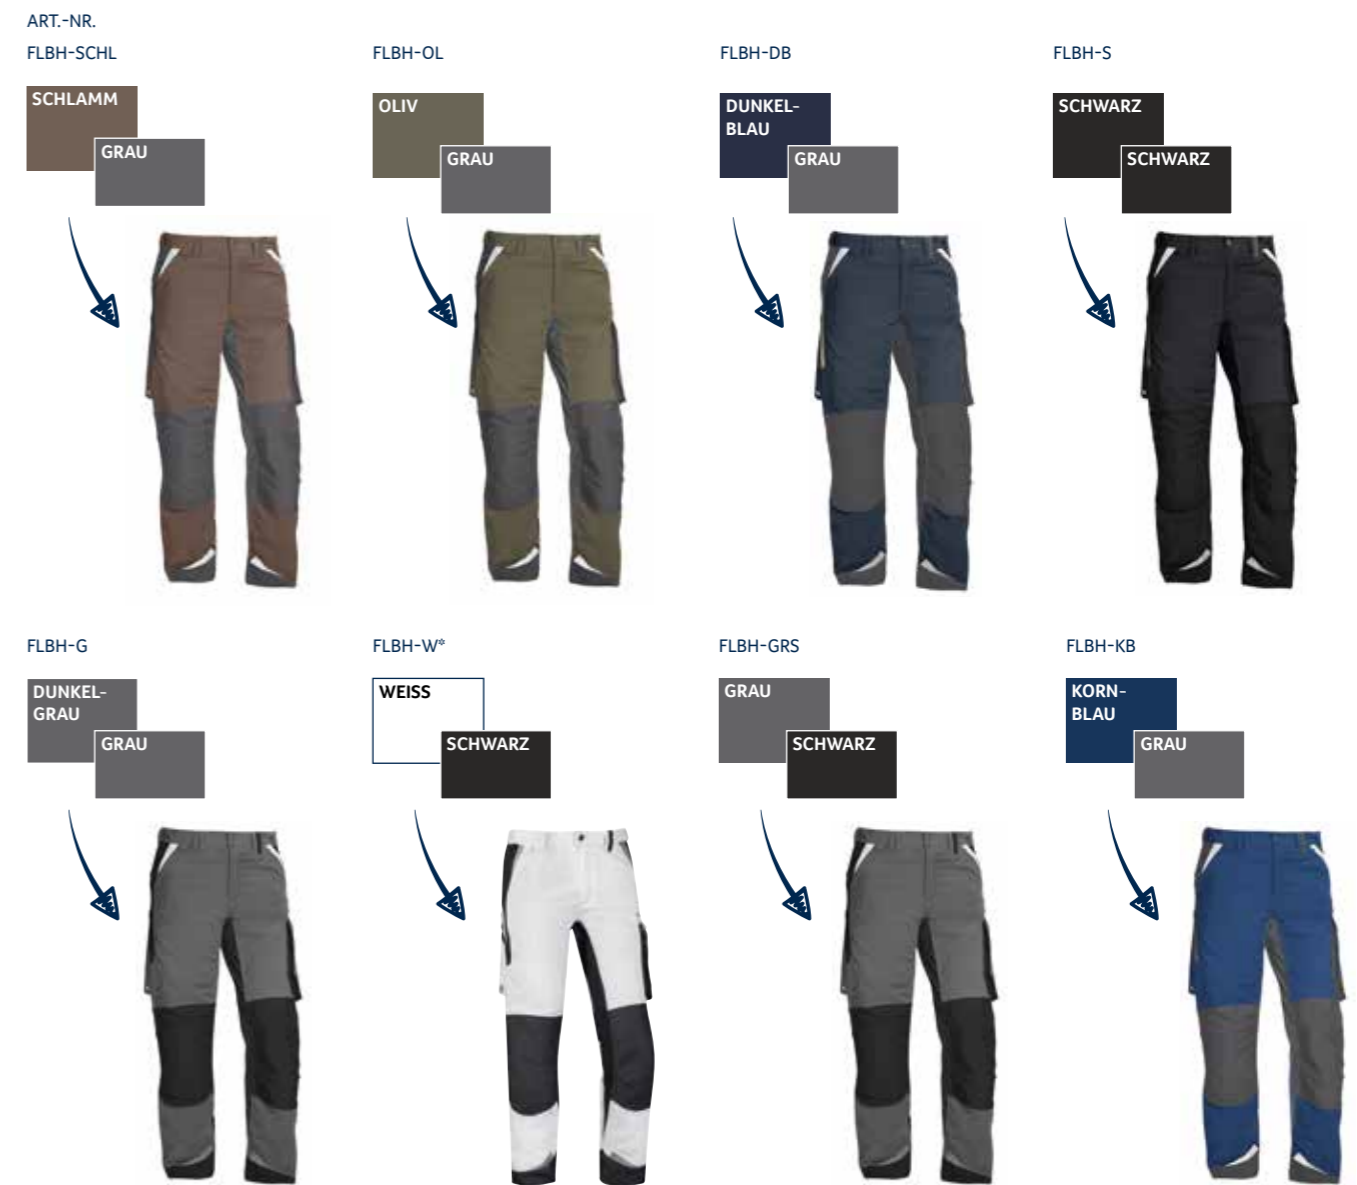 ART.-NR.
FLBH-SCHL
SCHLAMM
GRAU
FLBH-OL
OLIV
GRAU
FLBH-DB
DUNKEL-
BLAU
GRAU
FLBH-S
SCHWARZ
SCHWARZ
FLBH-G
DUNKEL-
GRAU
GRAU
FLBH-W*
WEISS
SCHWARZ
FLBH-GRS
GRAU
SCHWARZ
FLBH-KB
KORN-
BLAU
GRAU